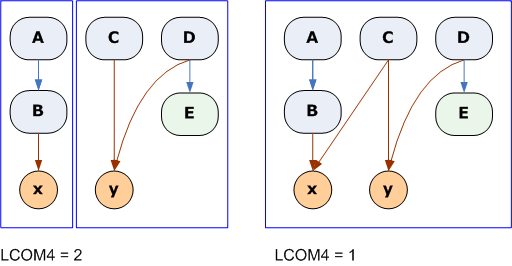 A C D A C D
B E B E
x y x y
LCOM4 = 2 LCOM4 = 1